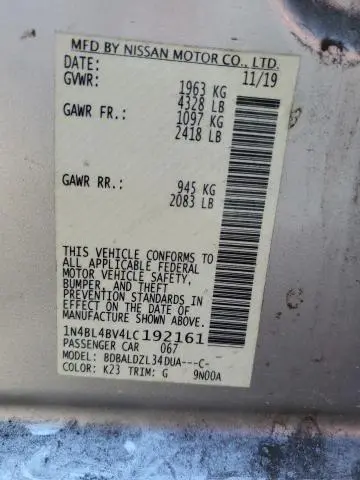 MFD BY NISSAN MOTOR CO., LTD.
DATE: 11/19
GVWR: 1963 KG
4328 LB
GAWR FR.: 1097 KG
2418 LB
GAWR RR.: 945 KG
2083 LB
THIS VEHICLE CONFORMS TO
ALL APPLICABLE FEDERAL
MOTOR VEHICLE SAFETY,
BUMPER, AND THEFT
PREVENTION STANDARDS IN
EFFECT ON THE DATE OF
MANUFACTURE SHOWN ABOVE.
1N4BL4BV4LC192161
PASSENGER CAR 067
MODEL: BDBALDZL34DUA---C-
COLOR: K23 TRIM: G 9N00A